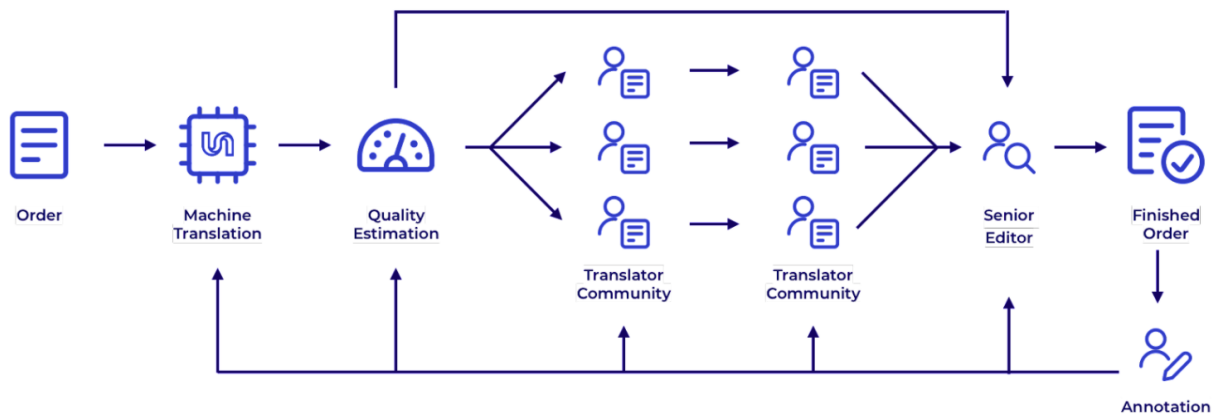 Order
Machine
Translation
Quality
Estimation
Translator
Community
Translator
Community
Senior
Editor
Finished
Order
Annotation